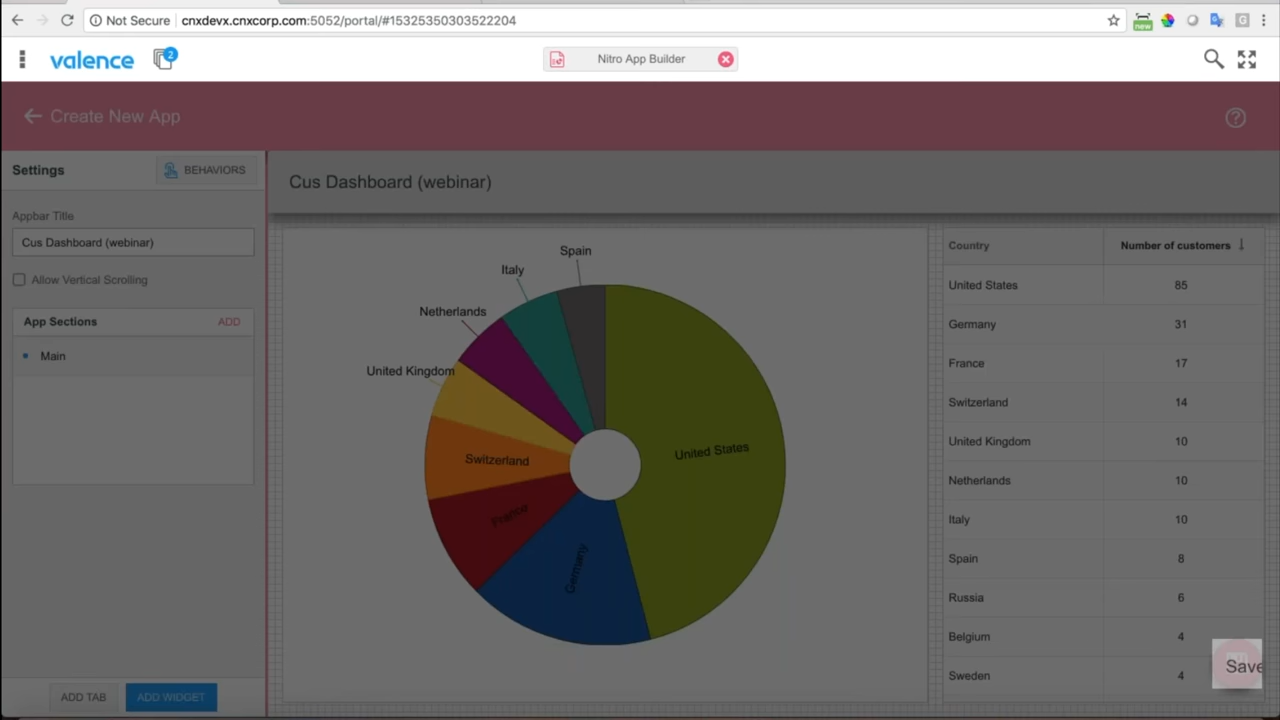 Not Secure | cnxdevx.cnxcorp.com:5052/portal/#15325350303522204
new
G
valence
2
Nitro App Builder
Create New App
Settings
BEHAVIORS
Cus Dashboard (webinar)
Appbar Title
Cus Dashboard (webinar)
Allow Vertical Scrolling
App Sections ADD
Main
ADD TAB
ADD WIDGET
Spain
Italy
Netherlands
United Kingdom
Switzerland
France
Germany
United States
Country Number of customers
United States 85
Germany 31
France 17
Switzerland 14
United Kingdom 10
Netherlands 10
Italy 10
Spain 8
Russia 6
Belgium 4
Sweden 4
Save